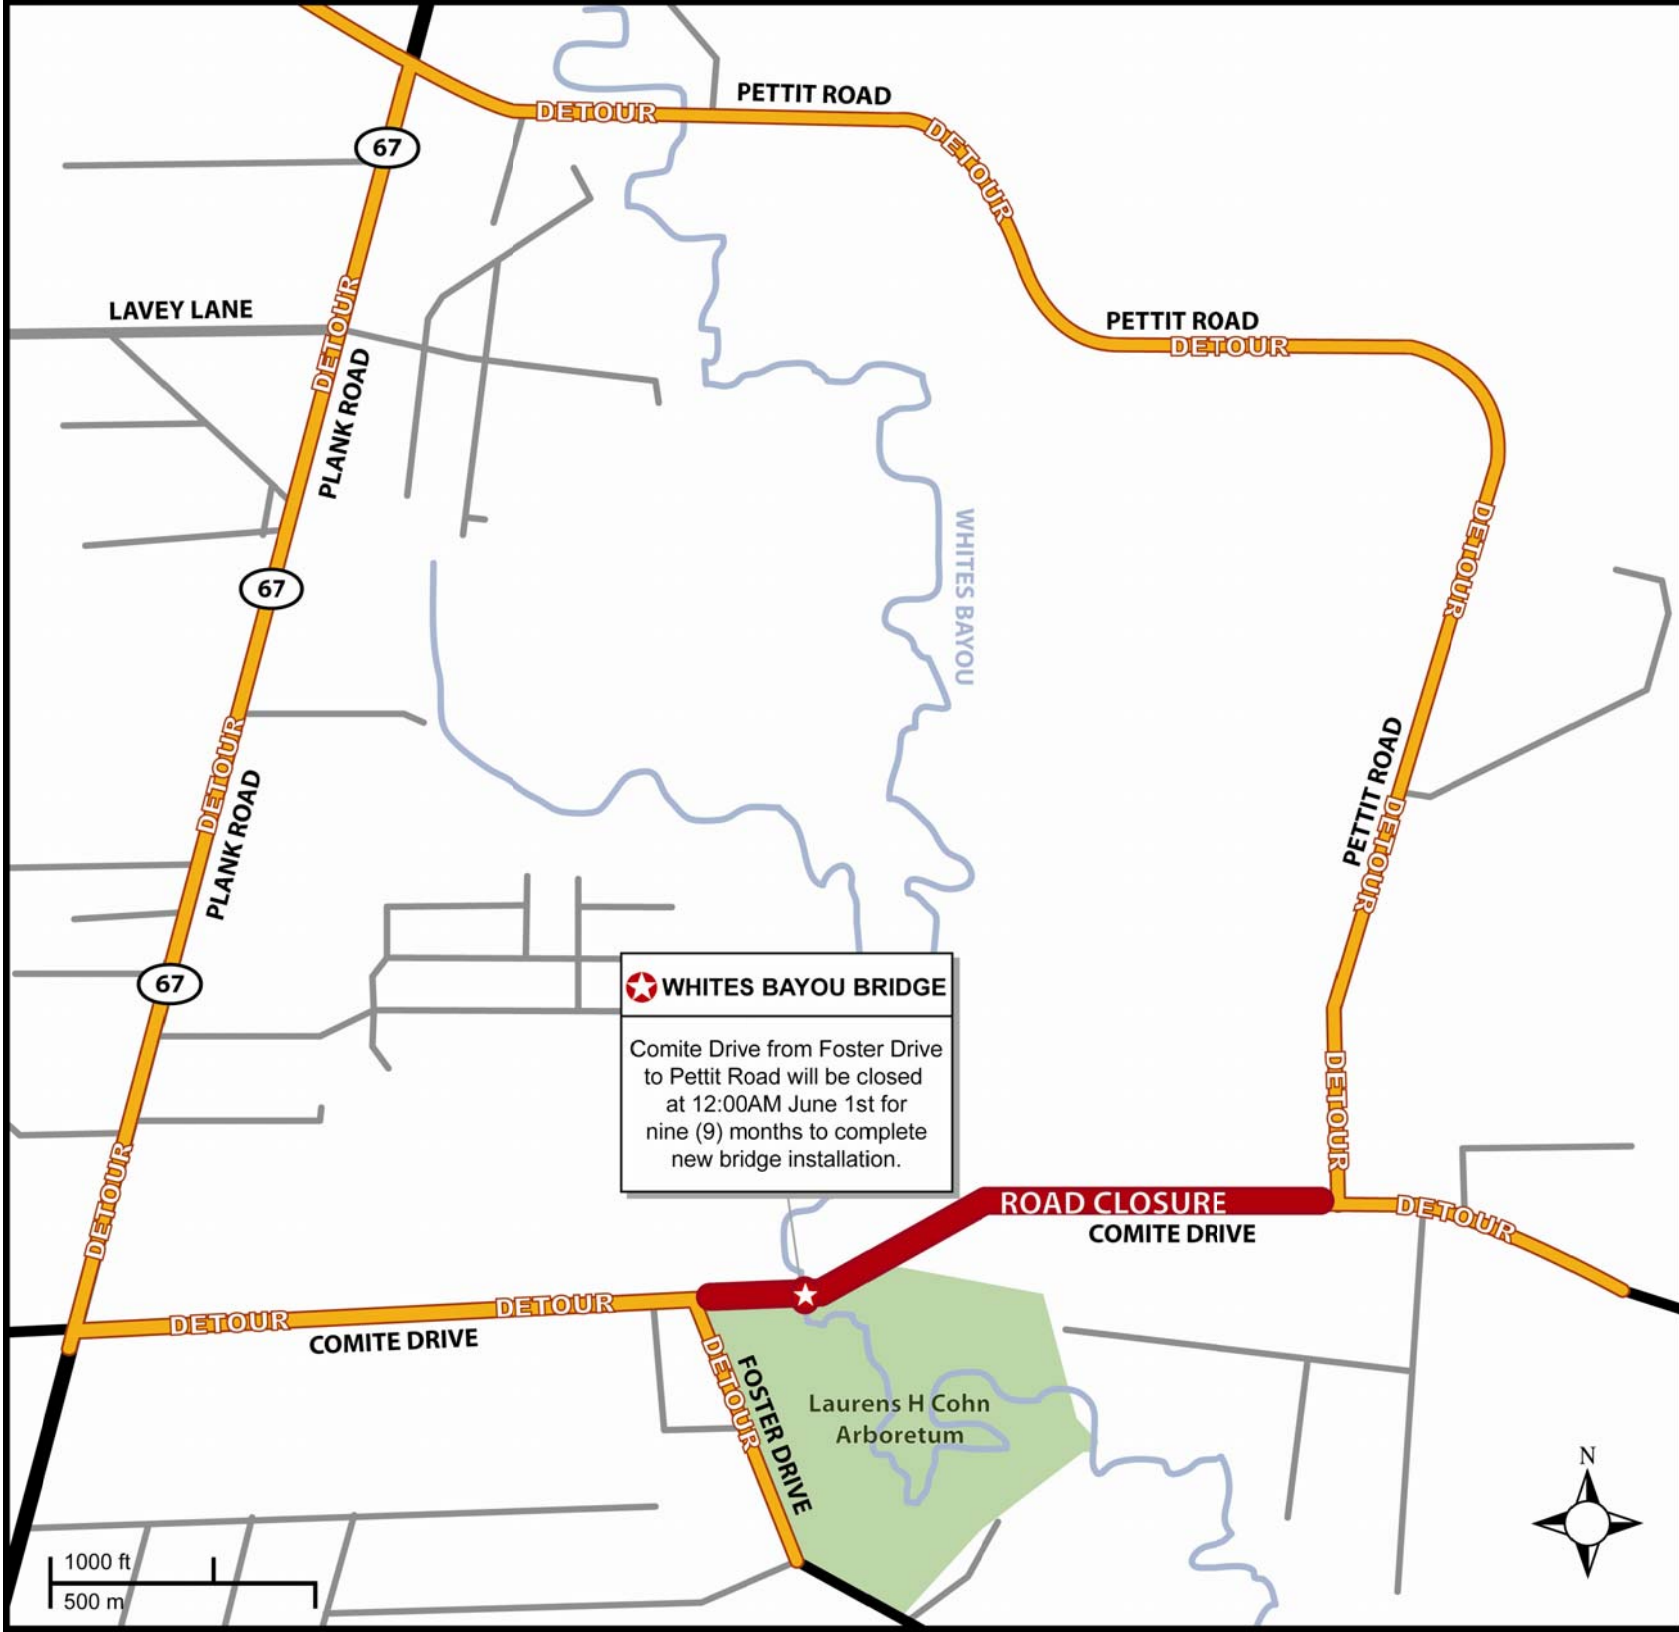 PETTIT ROAD
DETOUR
DETOUR
67
DETOUR
LAVEY LANE
PLANK ROAD
PETTIT ROAD
DETOUR
WHITES BAYOU
DETOUR
67
DETOUR
PLANK ROAD
PETTIT ROAD
DETOUR
67
WHITES BAYOU BRIDGE
Comite Drive from Foster Drive
to Pettit Road will be closed
at 12:00AM June 1st for
nine (9) months to complete
new bridge installation.
DETOUR
DETOUR
ROAD CLOSURE
COMITE DRIVE
DETOUR
DETOUR
DETOUR
COMITE DRIVE
DETOUR
FOSTER DRIVE
Laurens H Cohn
Arboretum
N
1000 ft
500 m